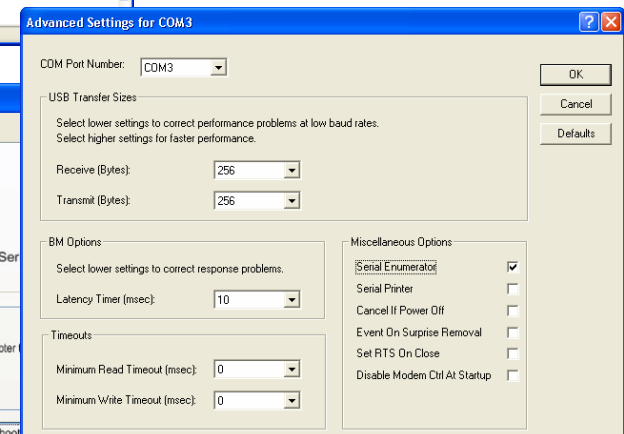 Advanced Settings for COM3
COM Port Number:
COM3
OK
Cancel
Defaults
USB Transfer Sizes
Select lower settings to correct performance problems at low baud rates.
Select higher settings for faster performance.
Receive (Bytes):
256
Transmit (Bytes):
256
BM Options
Select lower settings to correct response problems.
Latency Timer (msec):
10
Timeouts
Minimum Read Timeout (msec):
0
Minimum Write Timeout (msec):
0
Miscellaneous Options
Serial Enumerator
Serial Printer
Cancel If Power Off
Event On Surprise Removal
Set RTS On Close
Disable Modem Ctrl At Startup
Ser